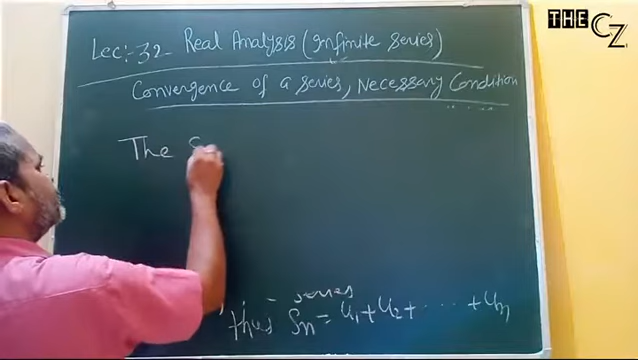 THE CZ
Lec:-32- Real Analysis (Infinite series)
Convergence of a series, Necessary Condition
The S
series
thus Sn = u1 + u2 + ..... + un